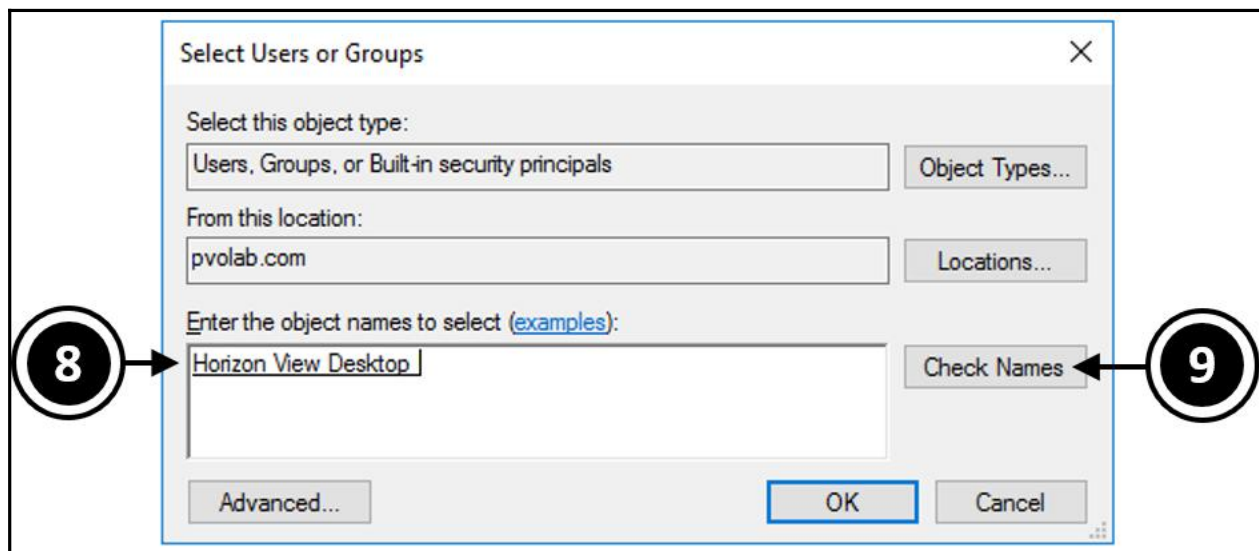 Select Users or Groups
Select this object type:
Users, Groups, or Built-in security principals
Object Types...
From this location:
pvolab.com
Locations...
Enter the object names to select (examples):
8
Horizon View Desktop
Check Names
9
Advanced...
OK
Cancel